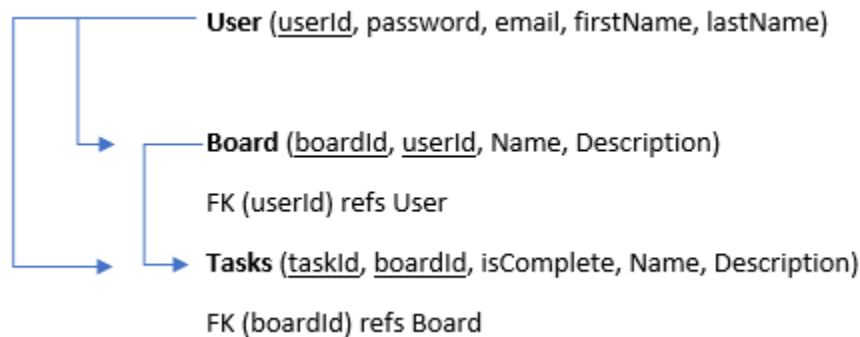 User (userId, password, email, firstName, lastName)
Board (boardId, userId, Name, Description)
FK (userId) refs User
Tasks (taskId, boardId, isComplete, Name, Description)
FK (boardId) refs Board